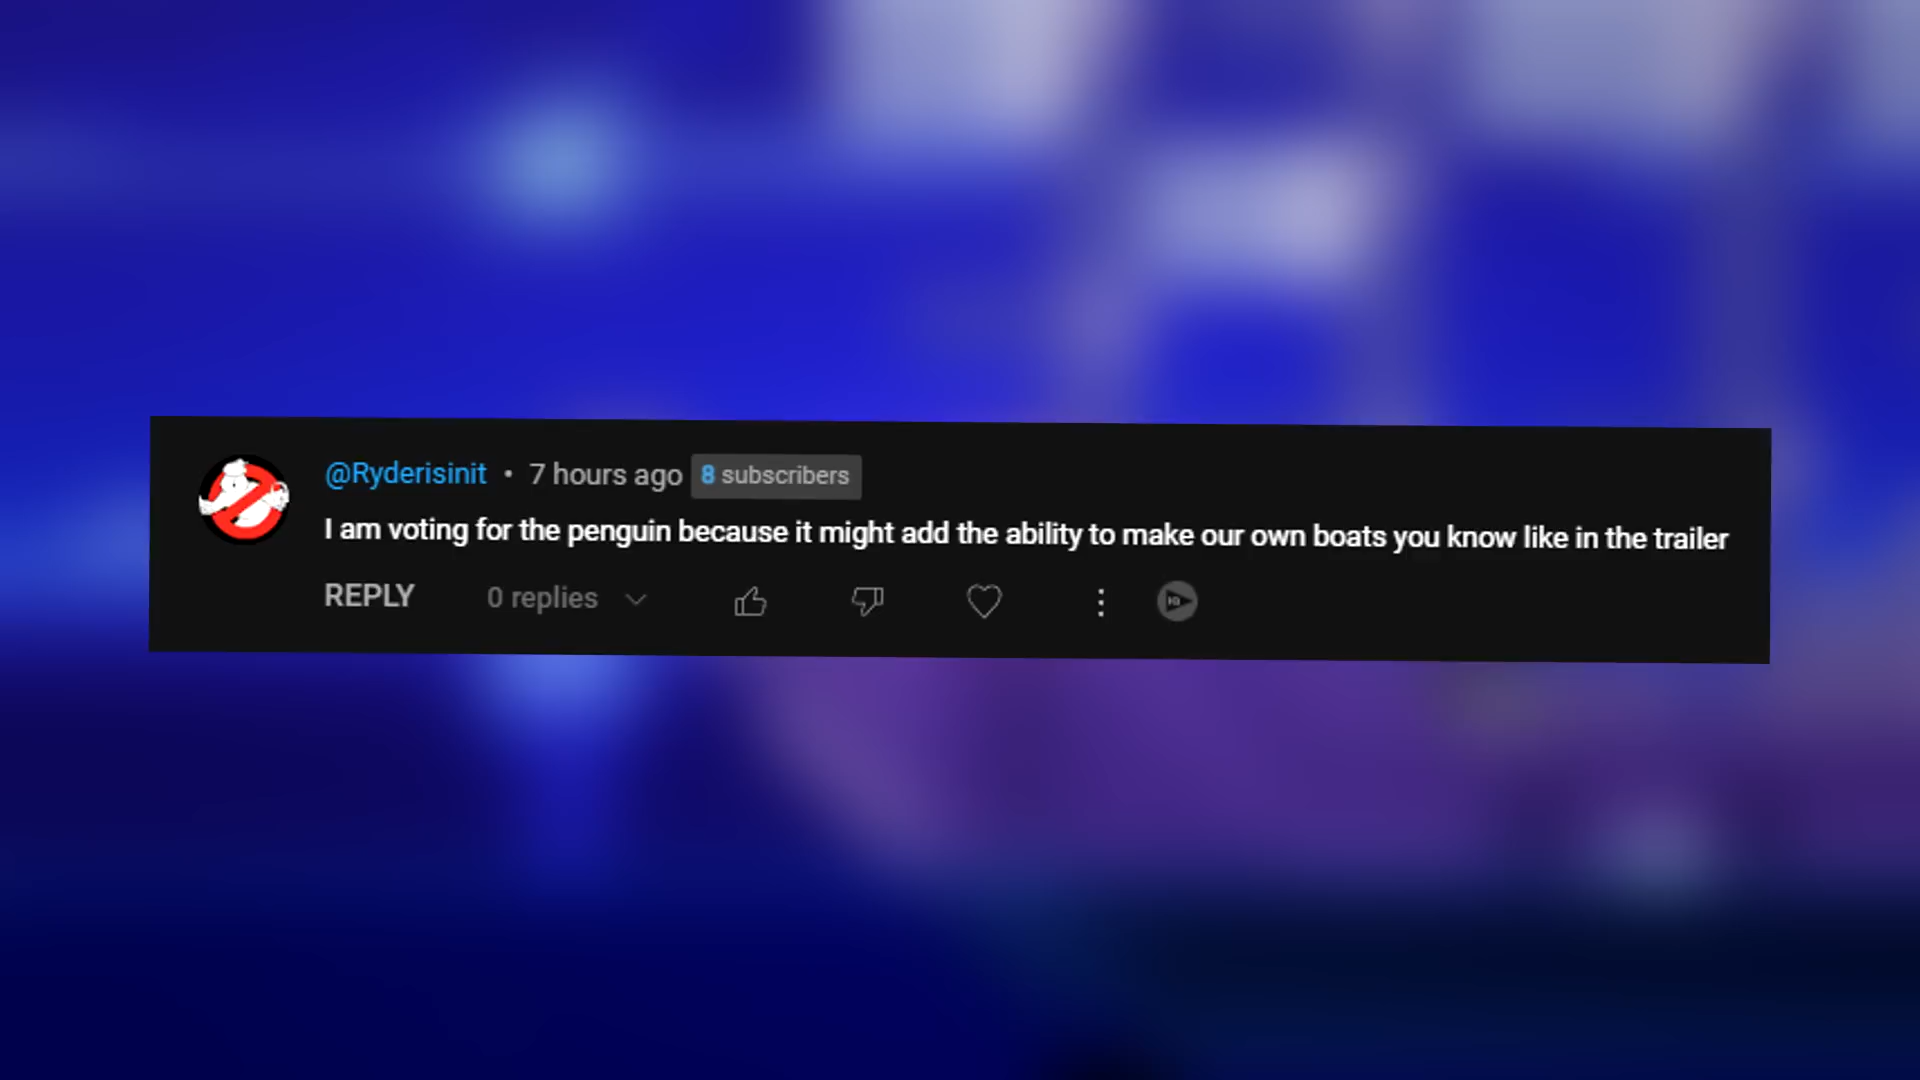 @Ryderisinit • 7 hours ago 8 subscribers
I am voting for the penguin because it might add the ability to make our own boats you know like in the trailer
REPLY 0 replies